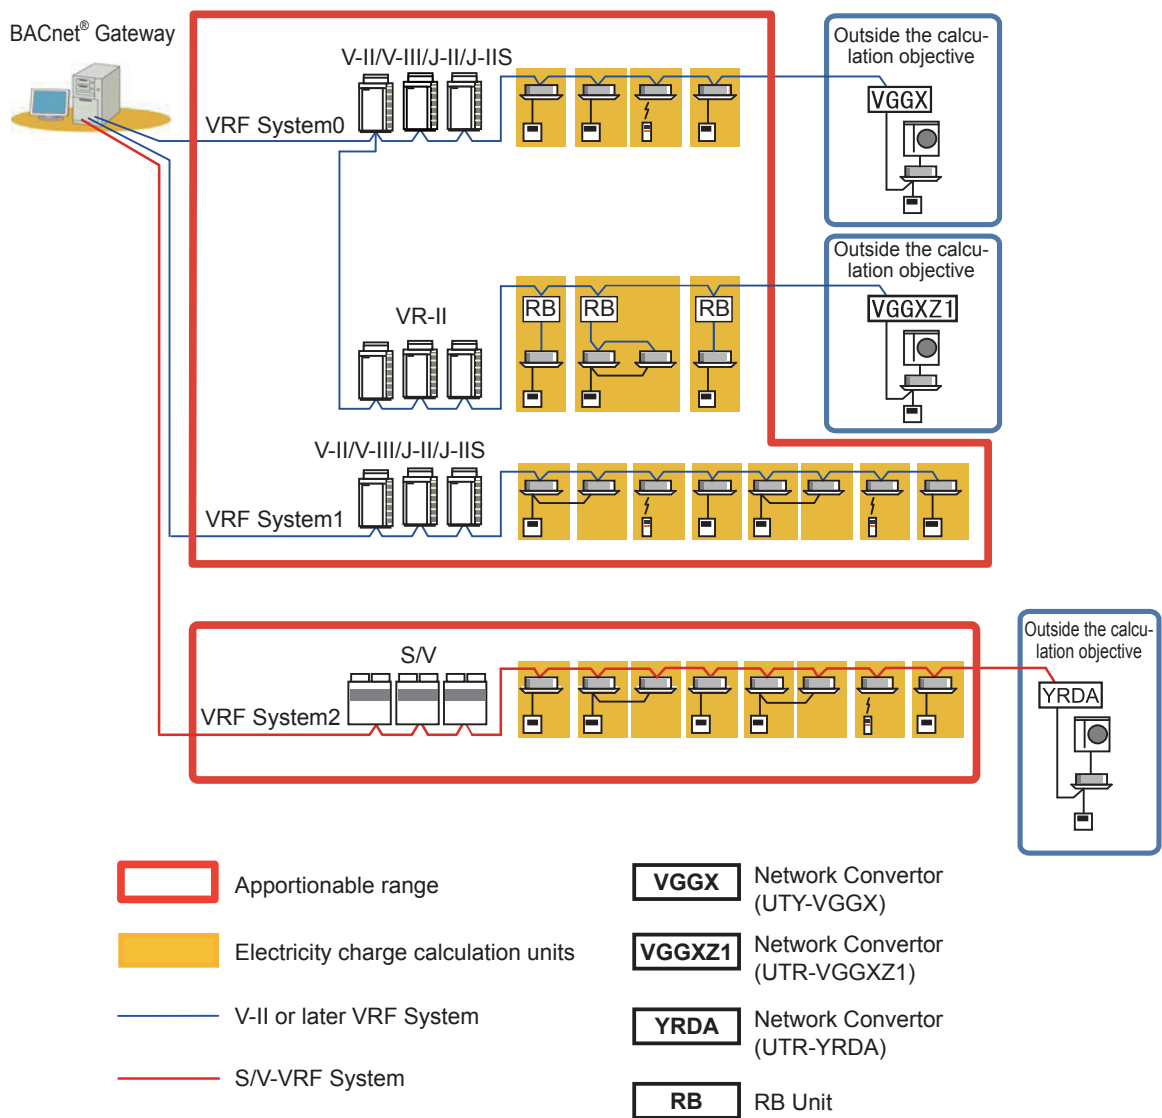 BACnet® Gateway
V-II/V-III/J-II/J-IIS
VRF System0
Outside the calcu-
lation objective
VGGX
VR-II
RB
RB
RB
Outside the calcu-
lation objective
VGGXZ1
V-II/V-III/J-II/J-IIS
VRF System1
S/V
VRF System2
Outside the calcu-
lation objective
YRDA
Apportionable range
Electricity charge calculation units
V-II or later VRF System
S/V-VRF System
VGGX
Network Convertor
(UTY-VGGX)
VGGXZ1
Network Convertor
(UTR-VGGXZ1)
YRDA
Network Convertor
(UTR-YRDA)
RB
RB Unit